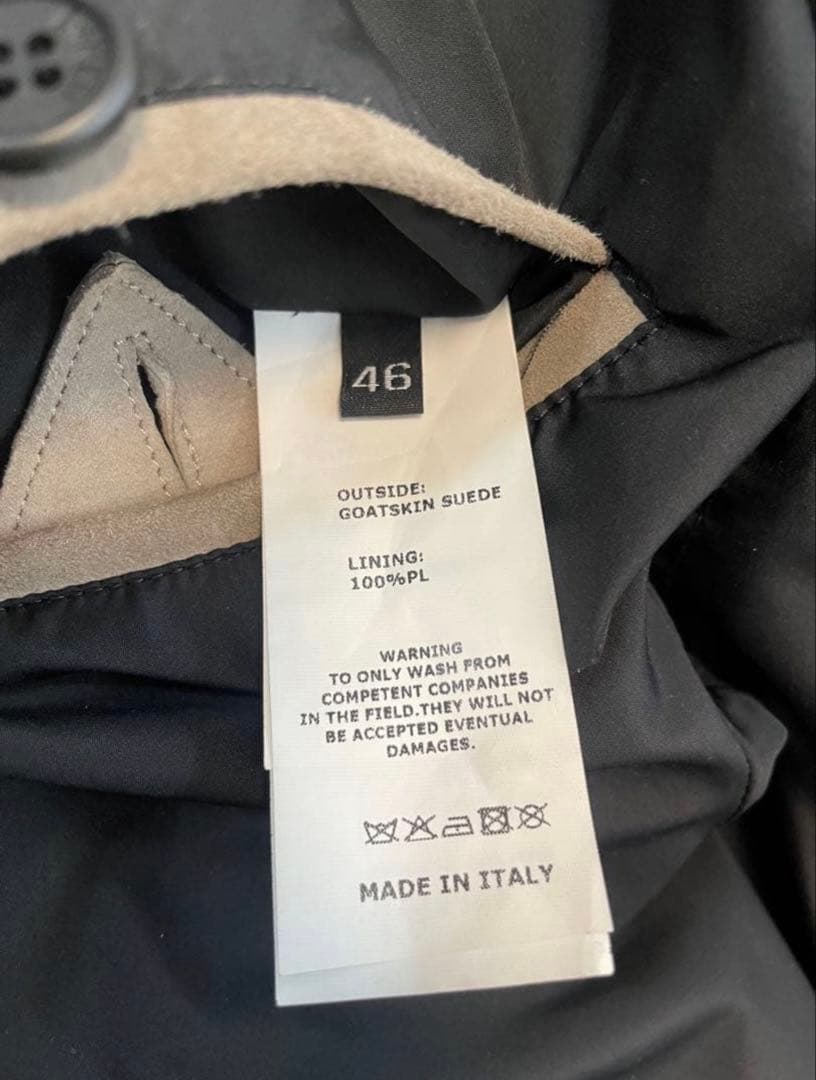 46
OUTSIDE:
GOATSKIN SUEDE
LINING:
100%PL
WARNING
TO ONLY WASH FROM
COMPETENT COMPANIES
IN THE FIELD.THEY WILL NOT
BE ACCEPTED EVENTUAL
DAMAGES.
MADE IN ITALY